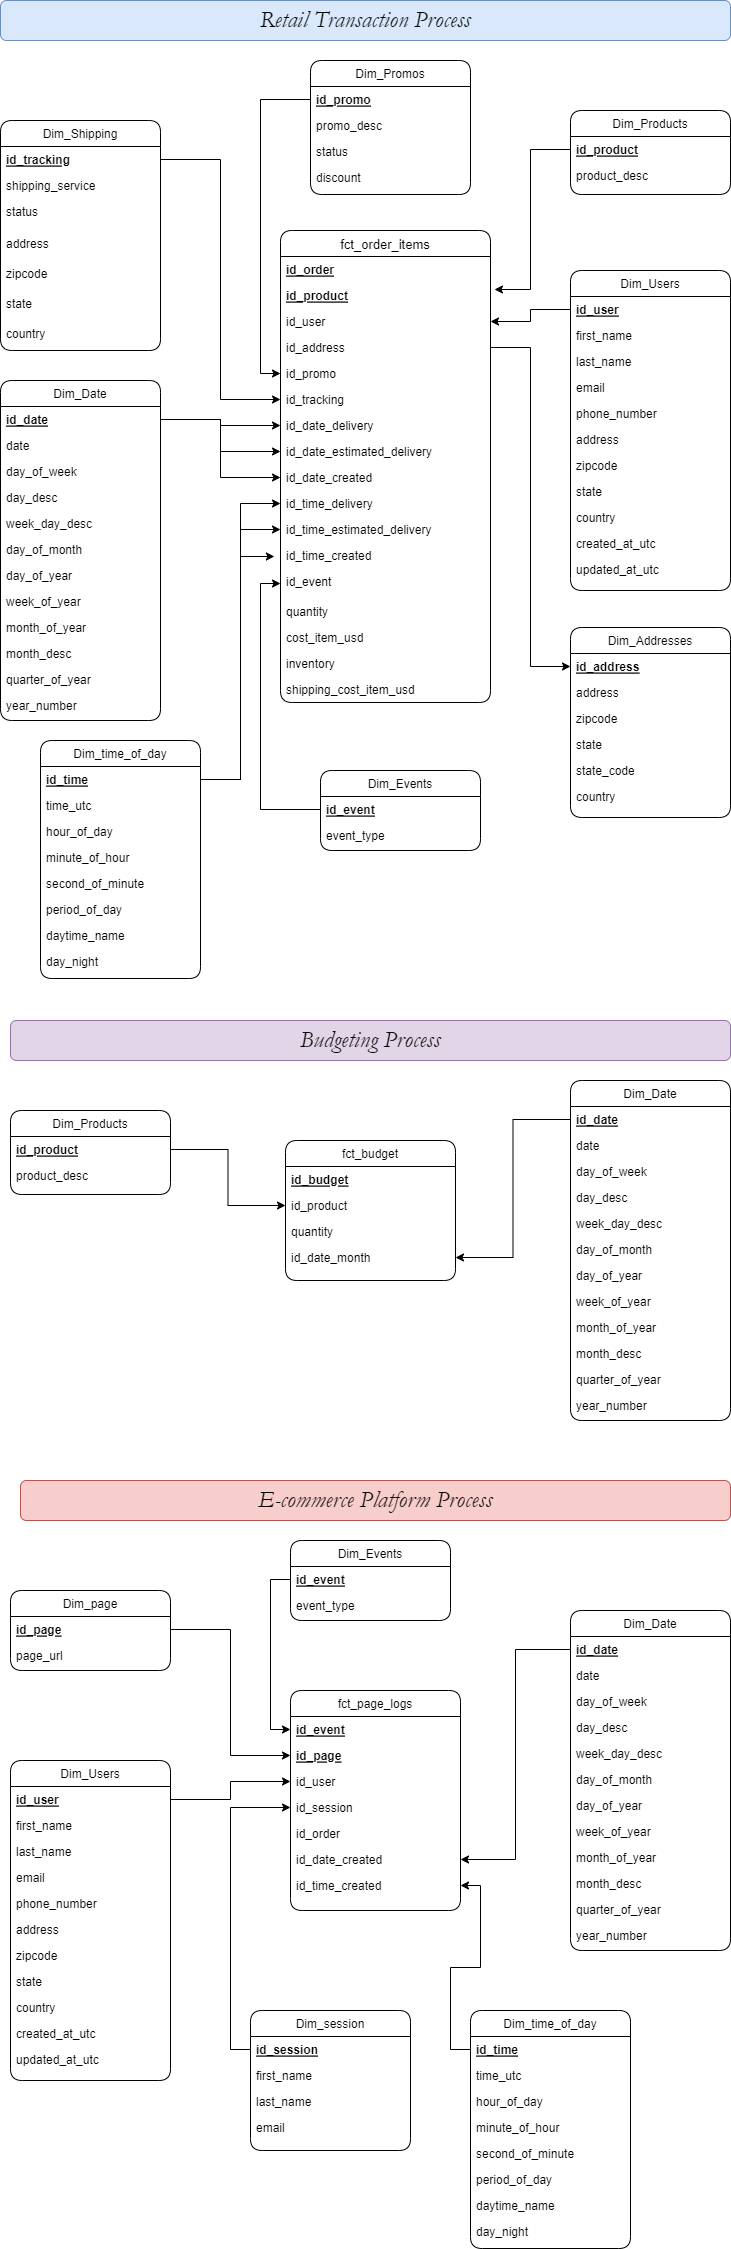 Retail Transaction Process
Dim_Promos
id_promo
promo_desc
status
discount
Dim_Shipping
id_tracking
shipping_service
status
address
zipcode
state
country
Dim_Products
id_product
product_desc
fct_order_items
id_order
id_product
id_user
id_address
id_promo
id_tracking
id_date_delivery
id_date_estimated_delivery
id_date_created
id_time_delivery
id_time_estimated_delivery
id_time_created
id_event
quantity
cost_item_usd
inventory
shipping_cost_item_usd
Dim_Users
id_user
first_name
last_name
email
phone_number
address
zipcode
state
country
created_at_utc
updated_at_utc
Dim_Date
id_date
date
day_of_week
day_desc
week_day_desc
day_of_month
day_of_year
week_of_year
month_of_year
month_desc
quarter_of_year
year_number
Dim_Addresses
id_address
address
zipcode
state
state_code
country
Dim_time_of_day
id_time
time_utc
hour_of_day
minute_of_hour
second_of_minute
period_of_day
daytime_name
day_night
Dim_Events
id_event
event_type
Budgeting Process
Dim_Products
id_product
product_desc
fct_budget
id_budget
id_product
quantity
id_date_month
Dim_Date
id_date
date
day_of_week
day_desc
week_day_desc
day_of_month
day_of_year
week_of_year
month_of_year
month_desc
quarter_of_year
year_number
E-commerce Platform Process
Dim_Events
id_event
event_type
Dim_page
id_page
page_url
Dim_Date
id_date
date
day_of_week
day_desc
week_day_desc
day_of_month
day_of_year
week_of_year
month_of_year
month_desc
quarter_of_year
year_number
fct_page_logs
id_event
id_page
id_user
id_session
id_order
id_date_created
id_time_created
Dim_Users
id_user
first_name
last_name
email
phone_number
address
zipcode
state
country
created_at_utc
updated_at_utc
Dim_session
id_session
first_name
last_name
email
Dim_time_of_day
id_time
time_utc
hour_of_day
minute_of_hour
second_of_minute
period_of_day
daytime_name
day_night